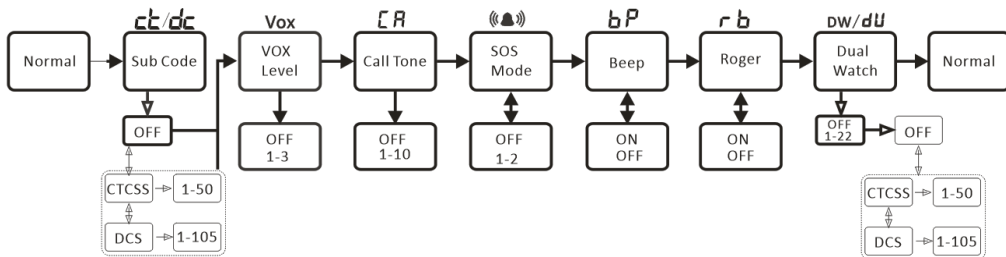 ct/dc
Vox
CA
bP
rb
DW/dU
Normal
Sub Code
VOX
Level
Call Tone
SOS
Mode
Beep
Roger
Dual
Watch
Normal
OFF
OFF
1-3
OFF
1-10
OFF
1-2
ON
OFF
ON
OFF
OFF
1-22
OFF
CTCSS
1-50
DCS
1-105
CTCSS
1-50
DCS
1-105